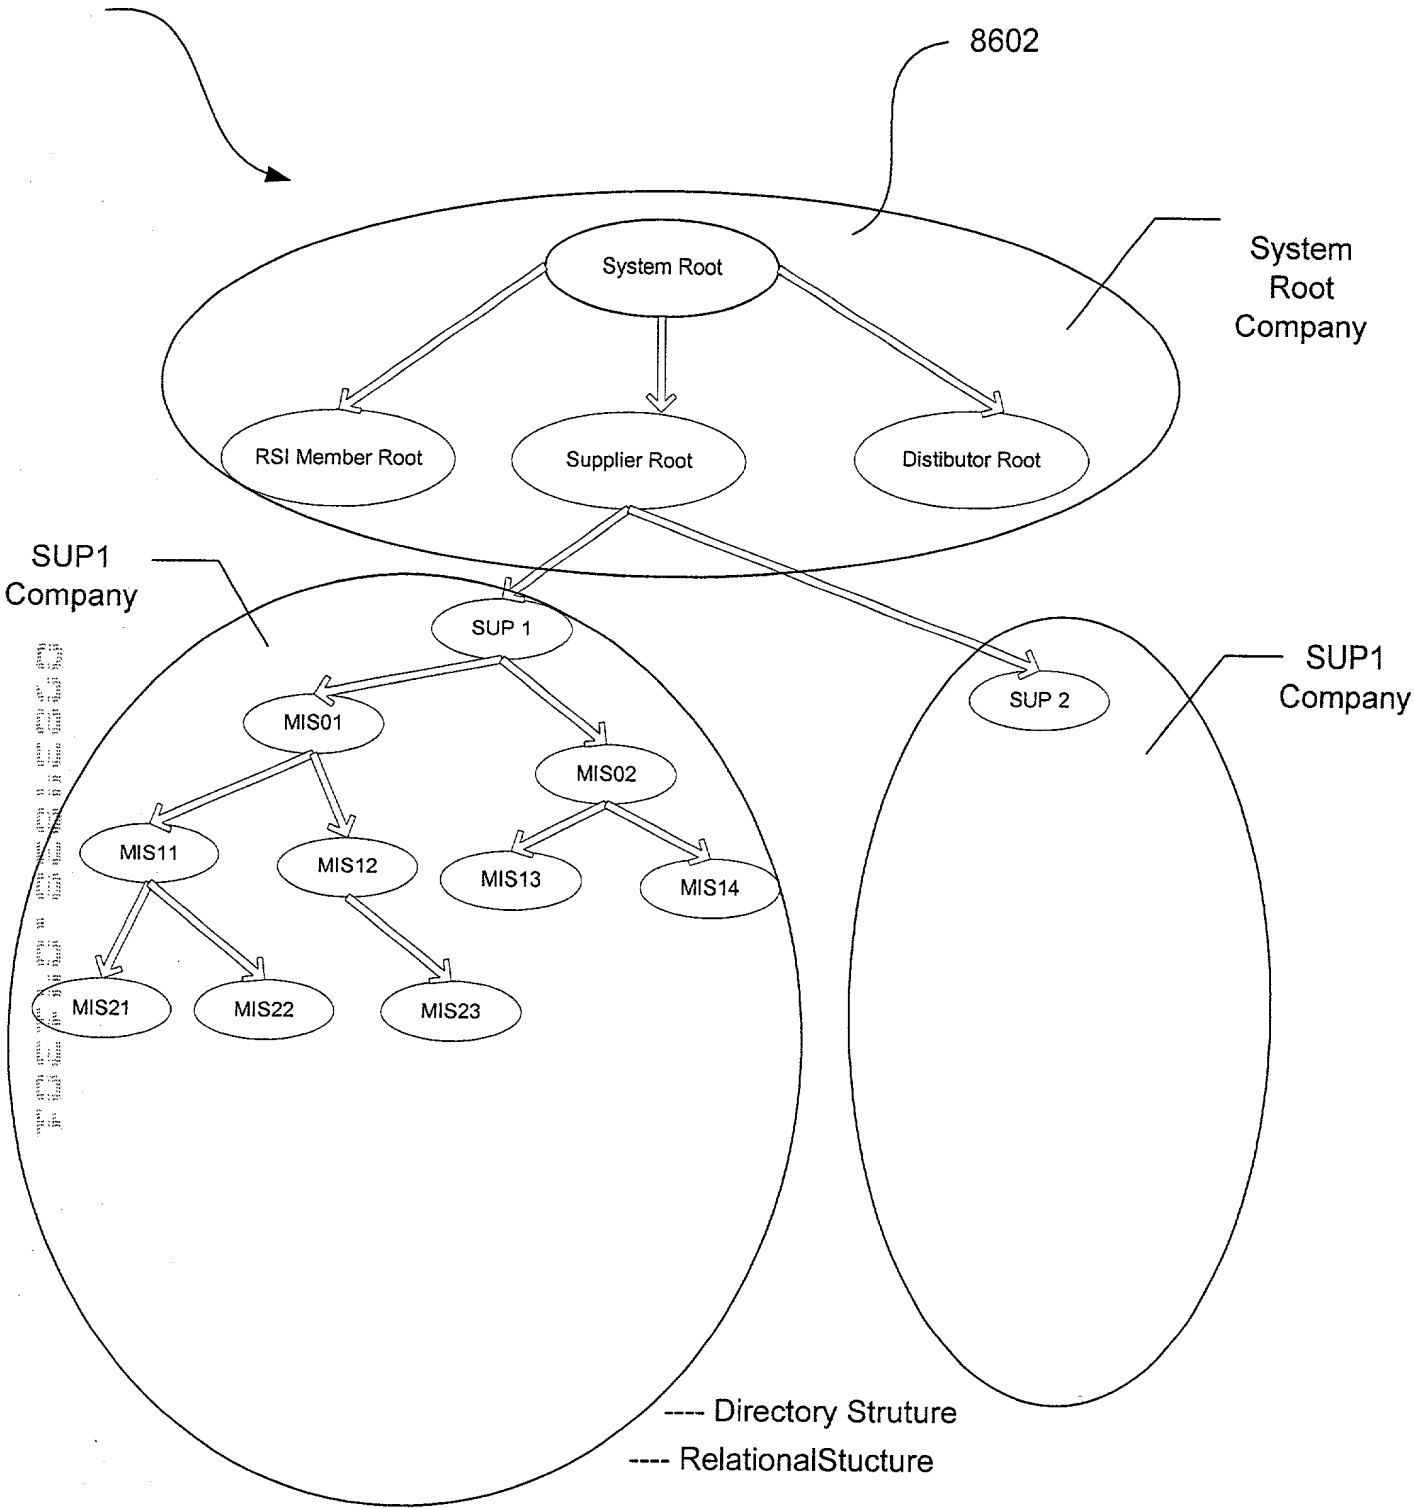 8602
System
Root
Company
System Root
RSI Member Root
Supplier Root
Distibutor Root
SUP1
Company
SUP 1
SUP1
Company
SUP 2
MIS01
MIS02
MIS11
MIS12
MIS13
MIS14
MIS21
MIS22
MIS23
---- Directory Struture
---- RelationalStucture